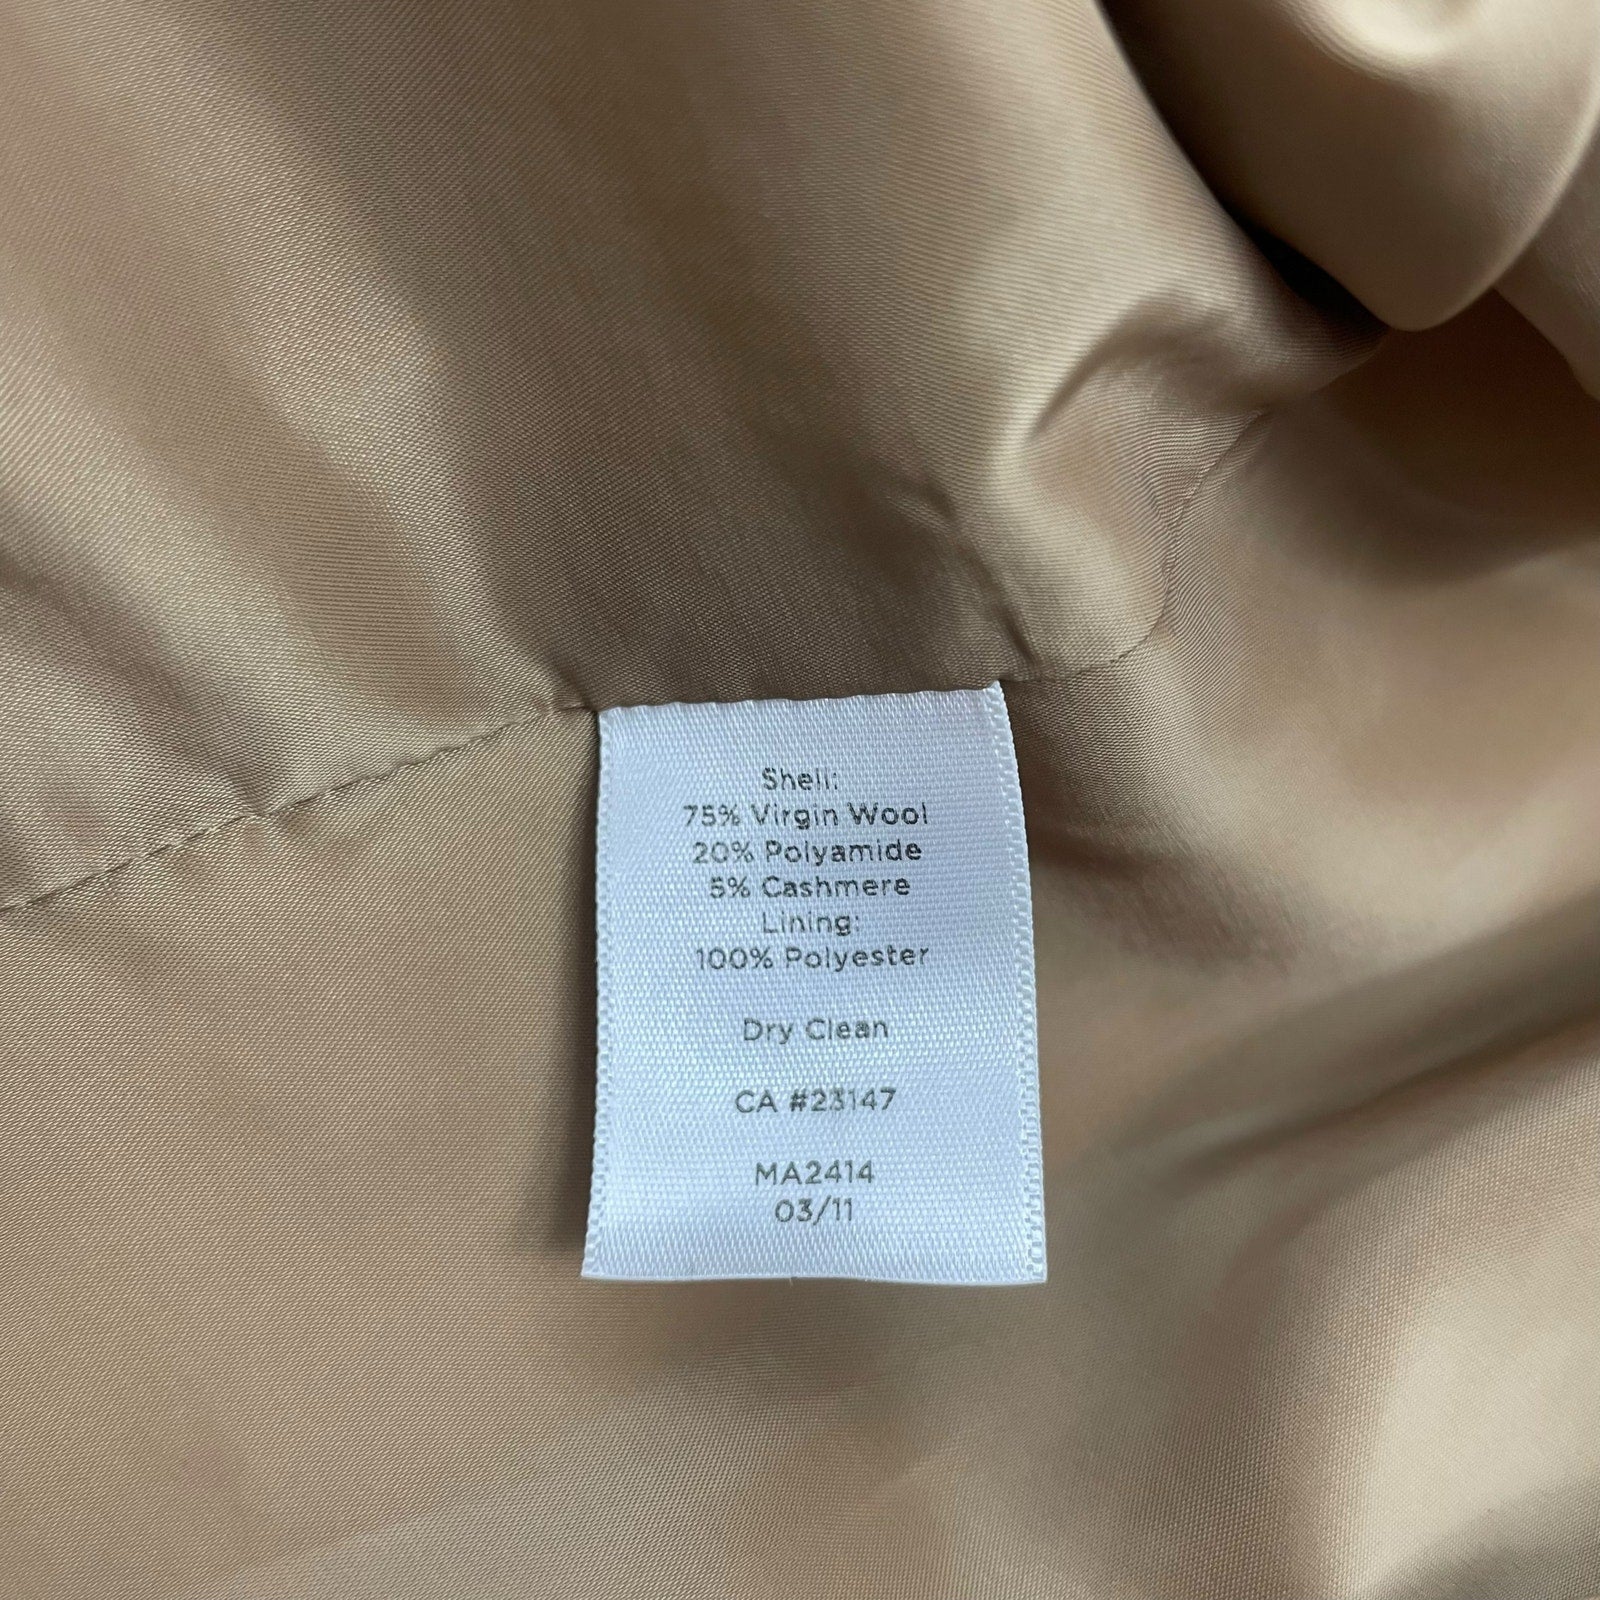 Shell:
75% Virgin Wool
20% Polyamide
5% Cashmere
Lining:
100% Polyester
Dry Clean
CA #23147
MA2414
03/11